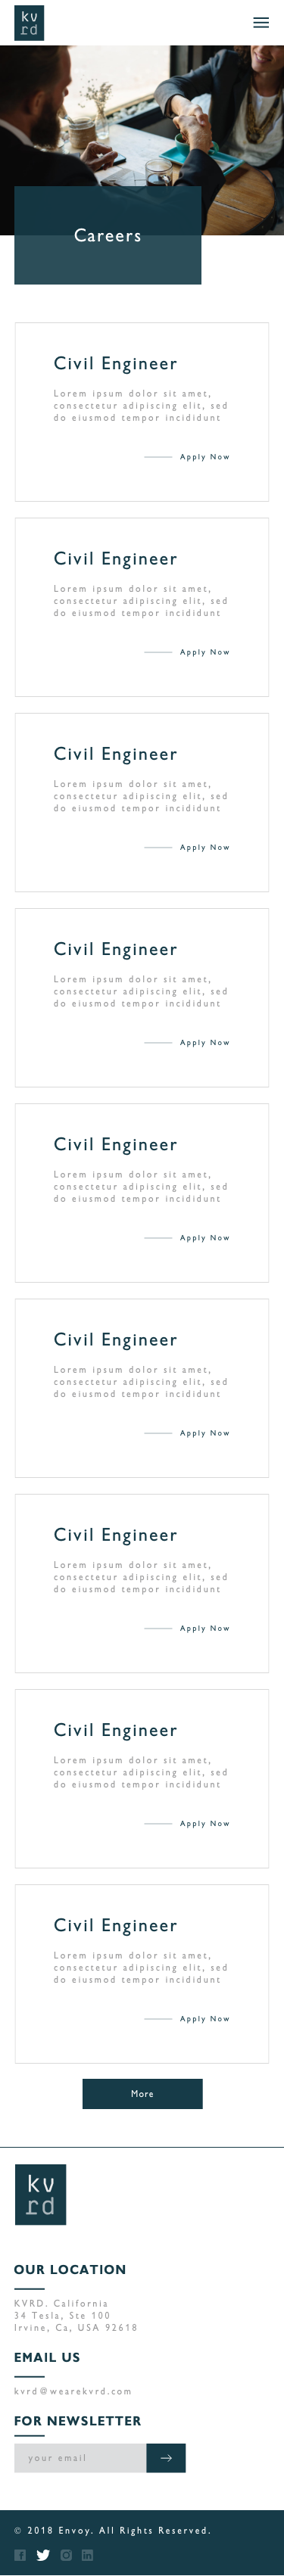 kv
rd
Careers
Civil Engineer
Lorem ipsum dolor sit amet,
consectetur adipiscing elit, sed
do eiusmod tempor incididunt
Apply Now
Civil Engineer
Lorem ipsum dolor sit amet,
consectetur adipiscing elit, sed
do eiusmod tempor incididunt
Apply Now
Civil Engineer
Lorem ipsum dolor sit amet,
consectetur adipiscing elit, sed
do eiusmod tempor incididunt
Apply Now
Civil Engineer
Lorem ipsum dolor sit amet,
consectetur adipiscing elit, sed
do eiusmod tempor incididunt
Apply Now
Civil Engineer
Lorem ipsum dolor sit amet,
consectetur adipiscing elit, sed
do eiusmod tempor incididunt
Apply Now
Civil Engineer
Lorem ipsum dolor sit amet,
consectetur adipiscing elit, sed
do eiusmod tempor incididunt
Apply Now
Civil Engineer
Lorem ipsum dolor sit amet,
consectetur adipiscing elit, sed
do eiusmod tempor incididunt
Apply Now
Civil Engineer
Lorem ipsum dolor sit amet,
consectetur adipiscing elit, sed
do eiusmod tempor incididunt
Apply Now
Civil Engineer
Lorem ipsum dolor sit amet,
consectetur adipiscing elit, sed
do eiusmod tempor incididunt
Apply Now
More
kv
rd
OUR LOCATION
KVRD. California
34 Tesla, Ste 100
Irvine, Ca, USA 92618
EMAIL US
kvrd@wearekvrd.com
FOR NEWSLETTER
your email
© 2018 Envoy. All Rights Reserved.